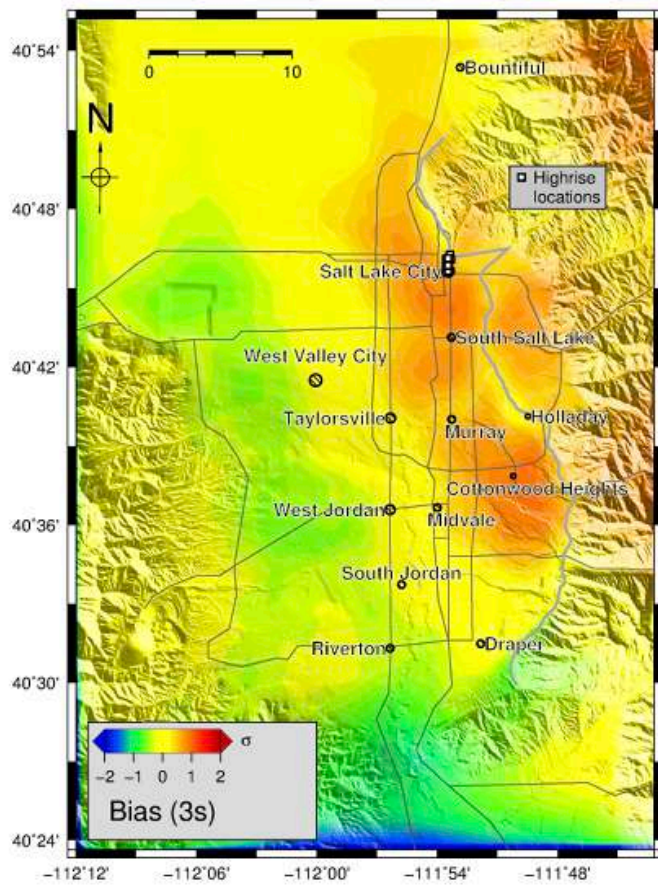 40˚54'
0 10
Bountiful
N
40˚48'
Highrise
locations
Salt Lake City
40˚42'
South Salt Lake
West Valley City
Taylorsville
Holladay
Murray
Cottonwood Heights
40˚36'
West Jordan
Midvale
South Jordan
Riverton
Draper
40˚30'
σ
−2 −1 0 1 2
Bias (3s)
40˚24'
−112˚12' −112˚06' −112˚00' −111˚54' −111˚48'